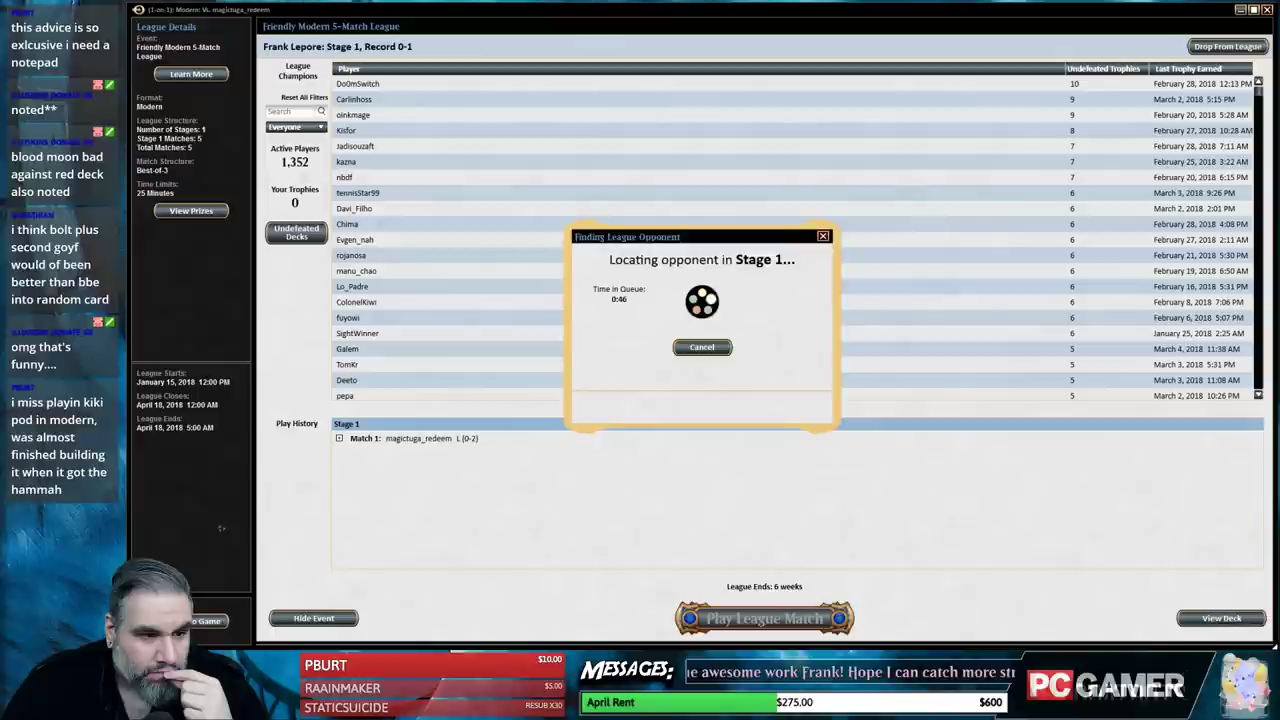 this advice is so
exlcusive i need a
notepad
noted**
blood moon bad
against red deck
also noted
i think bolt plus
second goyf
would of been
better than bbe
into random card
omg that's
funny....
PBURT
i miss playin kiki
pod in modern,
was almost
finished building
it when it got the
hammah
(1-on-1): Modern: Vs. magictuga_redeem
League Details
Event:
Friendly Modern 5-Match
League
Learn More
Format:
Modern
League Structure:
Number of Stages: 1
Stage 1 Matches: 5
Total Matches: 5
Match Structure:
Best-of-3
Time Limits:
25 Minutes
View Prizes
League Starts:
January 15, 2018 12:00 PM
League Closes:
April 18, 2018 12:00 AM
League Ends:
April 18, 2018 5:00 AM
o Game
Friendly Modern 5-Match League
Frank Lepore: Stage 1, Record 0-1
Drop From League
League
Champions
Reset All Filters
Search
Everyone
Active Players
1,352
Your Trophies
0
Undefeated
Decks
Player Undefeated Trophies Last Trophy Earned
Do0mSwitch 10 February 28, 2018 12:13 PM
Carlinhoss 9 March 2, 2018 5:15 PM
oinkmage 9 February 20, 2018 5:28 AM
Kisfor 8 February 27, 2018 10:28 AM
Jadisouzaft 7 February 28, 2018 7:11 AM
kazna 7 February 25, 2018 3:22 AM
nbdf 7 February 20, 2018 6:15 PM
tennisStar99 6 March 3, 2018 9:26 PM
Davi_Filho 6 March 2, 2018 2:01 PM
Chima 6 February 28, 2018 4:08 PM
Evgen_nah 6 February 27, 2018 2:11 AM
rojanosa 6 February 21, 2018 5:30 PM
manu_chao 6 February 19, 2018 6:50 AM
Lo_Padre 6 February 16, 2018 5:31 PM
ColonelKiwi 6 February 8, 2018 7:06 PM
fuyowi 6 February 6, 2018 5:07 PM
SightWinner 6 January 25, 2018 2:25 AM
Galem 5 March 4, 2018 11:38 AM
TomKr 5 March 3, 2018 5:31 PM
Deeto 5 March 3, 2018 11:08 AM
pepa 5 March 2, 2018 10:26 PM
Finding League Opponent
Locating opponent in Stage 1...
Time in Queue:
0:46
Cancel
Play History
Stage 1
Match 1: magictuga_redeem L (0-2)
League Ends: 6 weeks
Hide Event
Play League Match
View Deck
PBURT $10.00
RAAINMAKER $5.00
STATICSUICIDE RESUB X30
MESSAGES:
e awesome work Frank! Hope I can catch more str
April Rent $275.00 $600
PC GAMER